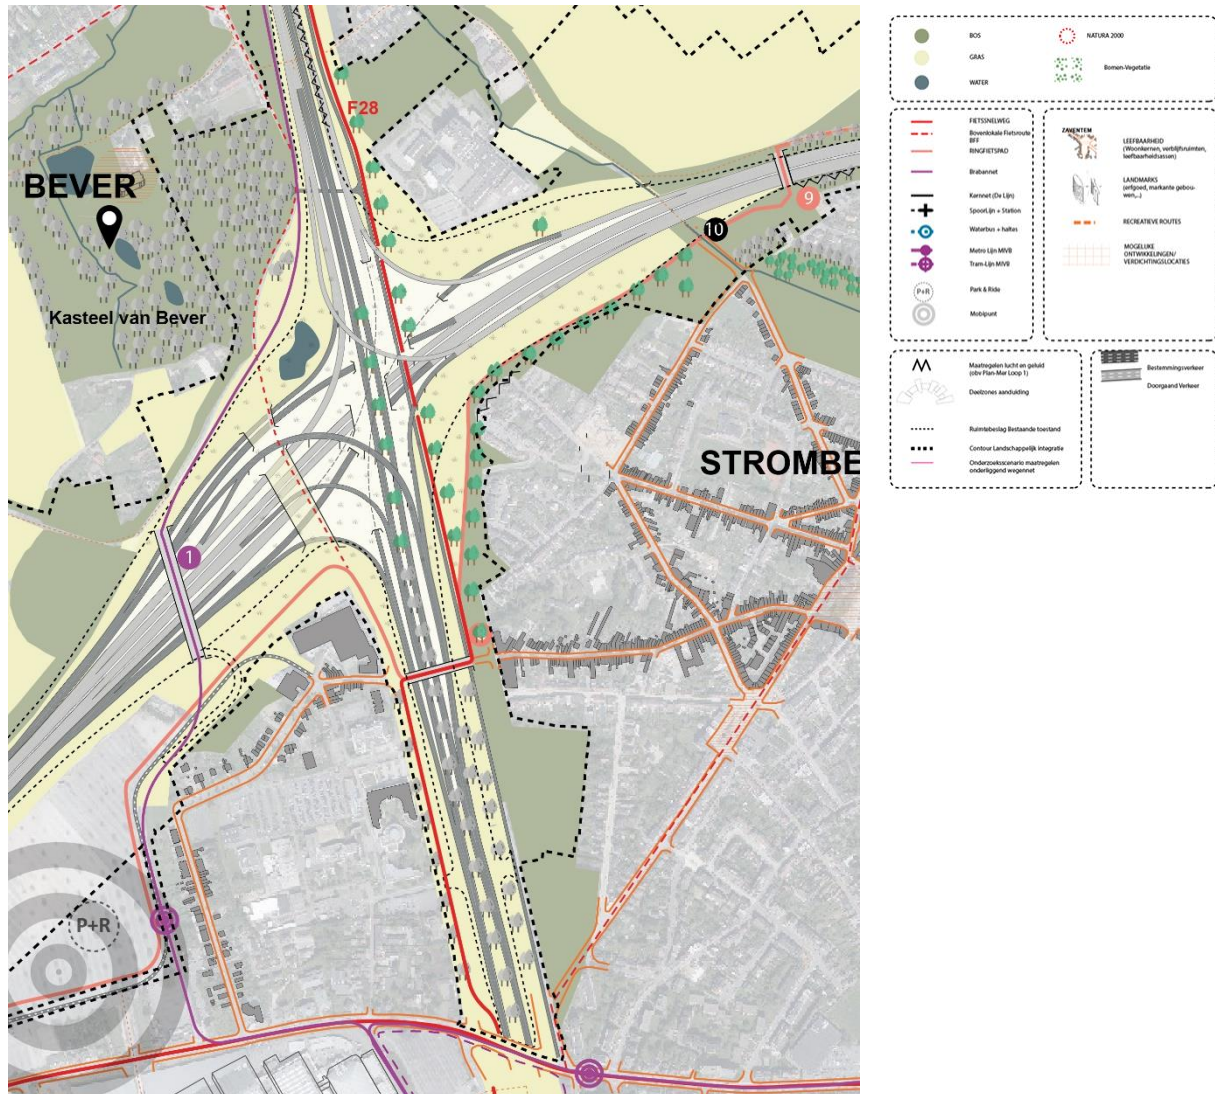 F28
BEVER
Kasteel van Bever
9
10
STROMBE
1
P+R
BOS
GRAS
WATER
NATURA 2000
Bomen-Vegetatie
FIETSSNELWEG
Bovenlokale Fietsroute
BFF
RINGFIETSPAD
Brabannet
Kernnet (De Lijn)
SpoorLijn + Station
Waterbus + haltes
Metro Lijn MIVB
Tram-Lijn MIVB
P+R
Park & Ride
Mobipunt
ZAVENTEM
LEEFBAARHEID
(Woonkernen, verblijfsruimten,
leefbaarheidsassen)
LANDMARKS
(erfgoed, markante gebou-
wen,..)
RECREATIEVE ROUTES
MOGELIJKE
ONTWIKKELINGEN/
VERDICHTINGSLOCATIES
Maatregelen lucht en geluid
(obv Plan-Mer Loop 1)
Deelzones aanduiding
Ruimtebeslag Bestaande toestand
Contour Landschappelijk integratie
Onderzoeksscenario maatregelen
onderliggend wegennet
Bestemmingsverkeer
Doorgaand Verkeer